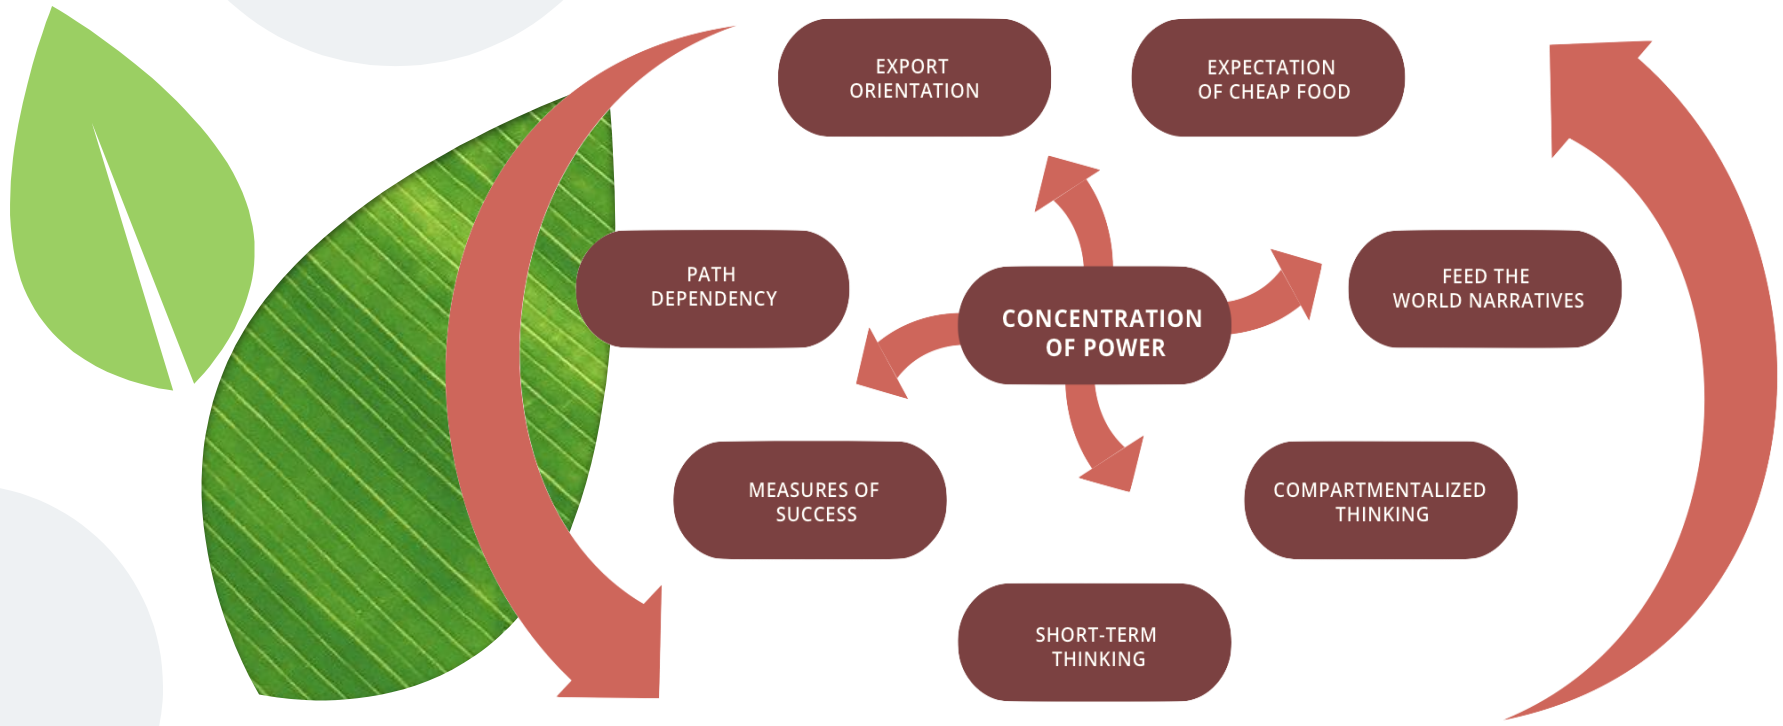 EXPORT
ORIENTATION
EXPECTATION
OF CHEAP FOOD
PATH
DEPENDENCY
FEED THE
WORLD NARRATIVES
CONCENTRATION
OF POWER
MEASURES OF
SUCCESS
COMPARTMENTALIZED
THINKING
SHORT-TERM
THINKING